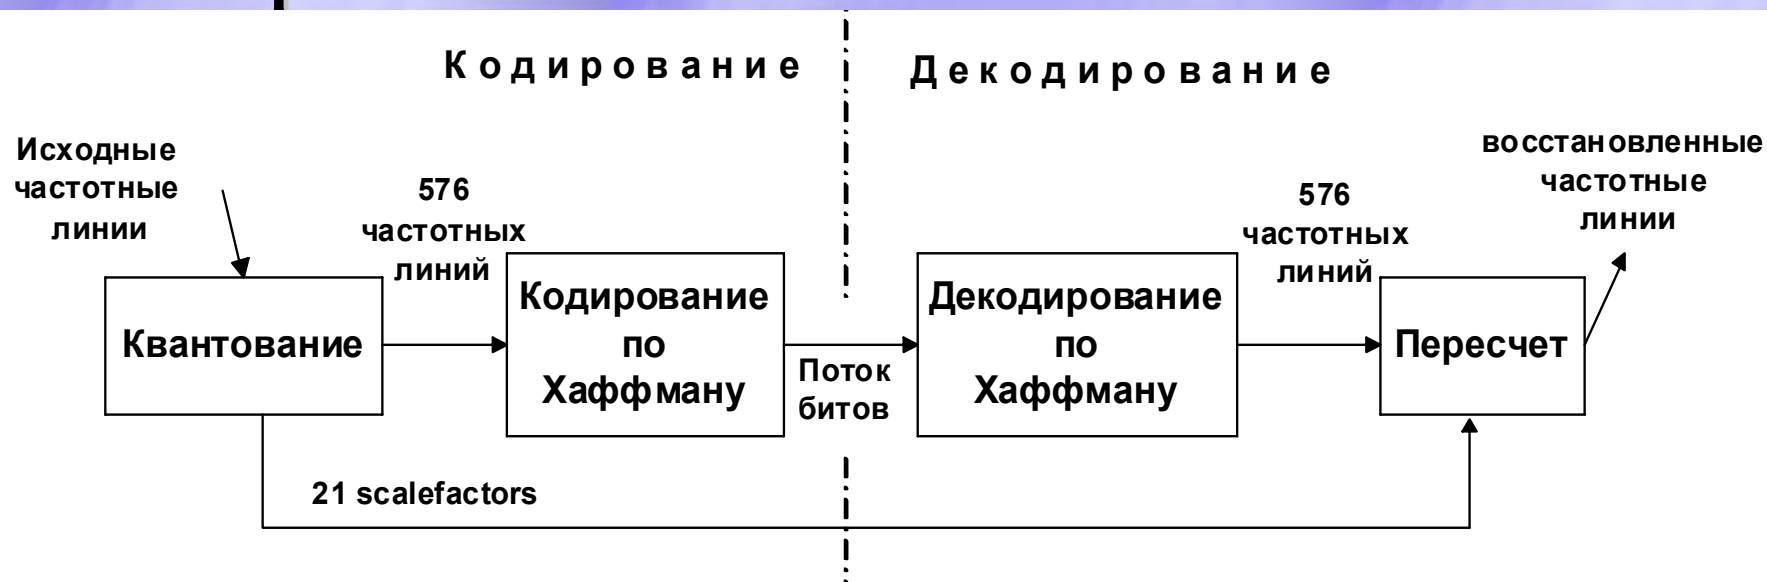 Кодирование
Декодирование
Исходные
частотные
линии
576
частотных
линий
576
частотных
линий
восстановленные
частотные
линии
Квантование
Кодирование
по
Хаффману
Поток
битов
Декодирование
по
Хаффману
Пересчет
21 scalefactors